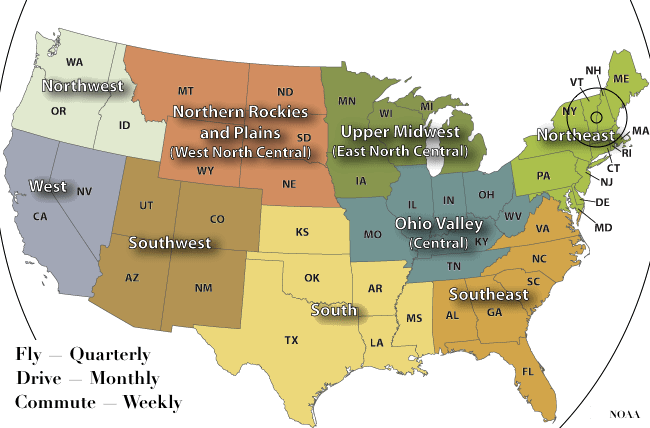 WA
Northwest
OR
ID
MT
ND
Northern Rockies
and Plains
(West North Central)
SD
WY
NE
MN
WI
MI
Upper Midwest
(East North Central)
IA
NH
VT
ME
NY
Northeast
MA
RI
CT
PA
NJ
DE
MD
West
NV
CA
UT
CO
Southwest
AZ
NM
KS
OK
AR
South
TX
LA
MS
IL
IN
OH
WV
MO
Ohio Valley
(Central)
KY
TN
VA
NC
SC
Southeast
AL
GA
FL
Fly — Quarterly
Drive — Monthly
Commute — Weekly
NOAA